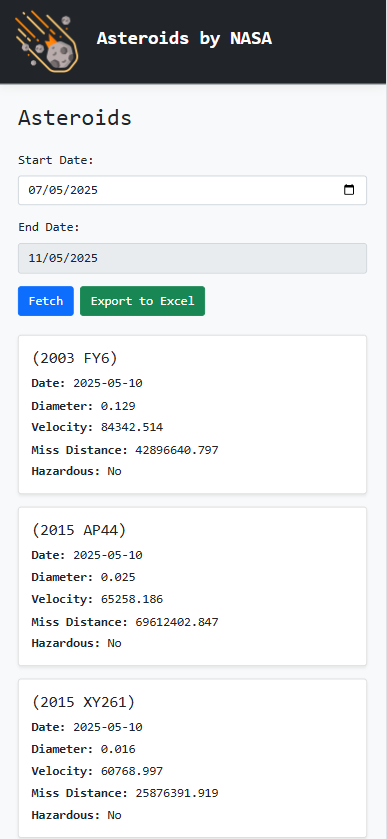 Asteroids by NASA
Asteroids
Start Date:
07/05/2025
End Date:
11/05/2025
Fetch
Export to Excel
(2003 FY6)
Date: 2025-05-10
Diameter: 0.129
Velocity: 84342.514
Miss Distance: 42896640.797
Hazardous: No
(2015 AP44)
Date: 2025-05-10
Diameter: 0.025
Velocity: 65258.186
Miss Distance: 69612402.847
Hazardous: No
(2015 XY261)
Date: 2025-05-10
Diameter: 0.016
Velocity: 60768.997
Miss Distance: 25876391.919
Hazardous: No